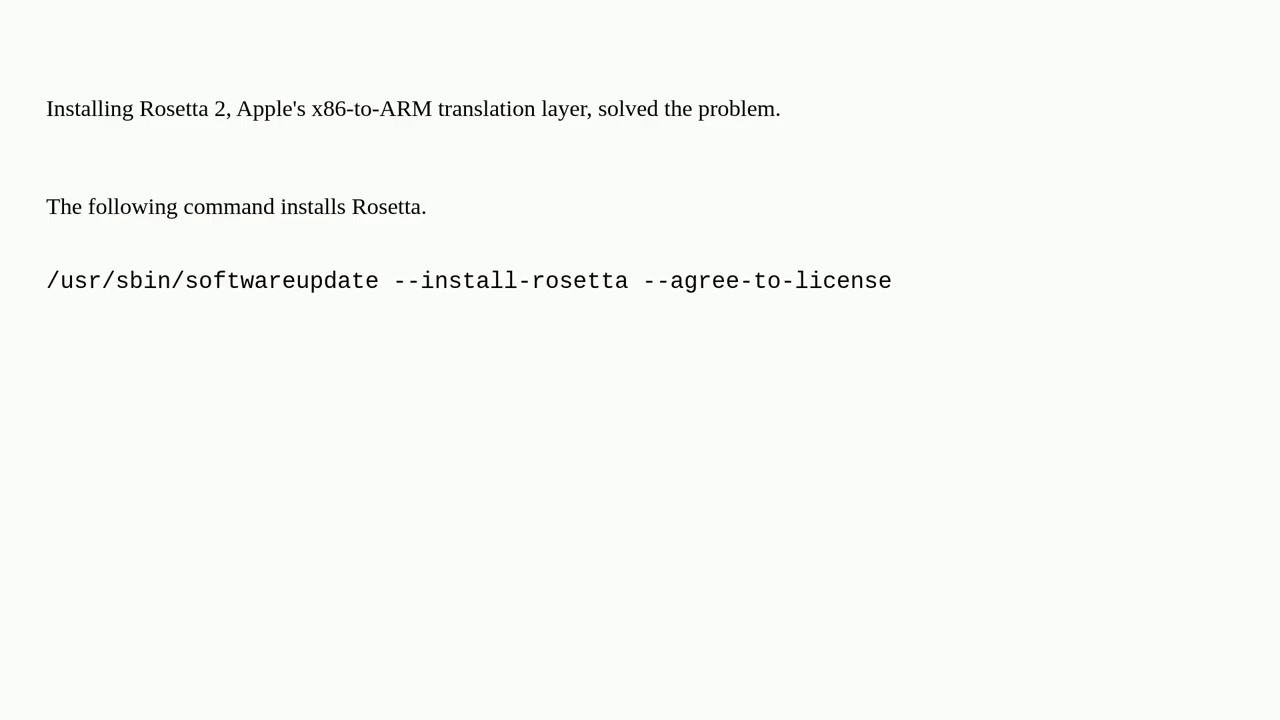 Installing Rosetta 2, Apple's x86-to-ARM translation layer, solved the problem.
The following command installs Rosetta.
/usr/sbin/softwareupdate --install-rosetta --agree-to-license